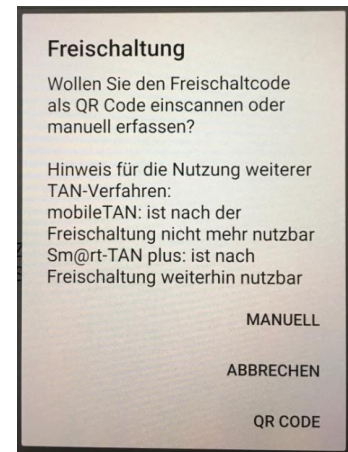 Freischaltung
Wollen Sie den Freischaltcode
als QR Code einscannen oder
manuell erfassen?
Hinweis für die Nutzung weiterer
TAN-Verfahren:
mobileTAN: ist nach der
Freischaltung nicht mehr nutzbar
Sm@rt-TAN plus: ist nach
Freischaltung weiterhin nutzbar
MANUELL
ABBRECHEN
QR CODE